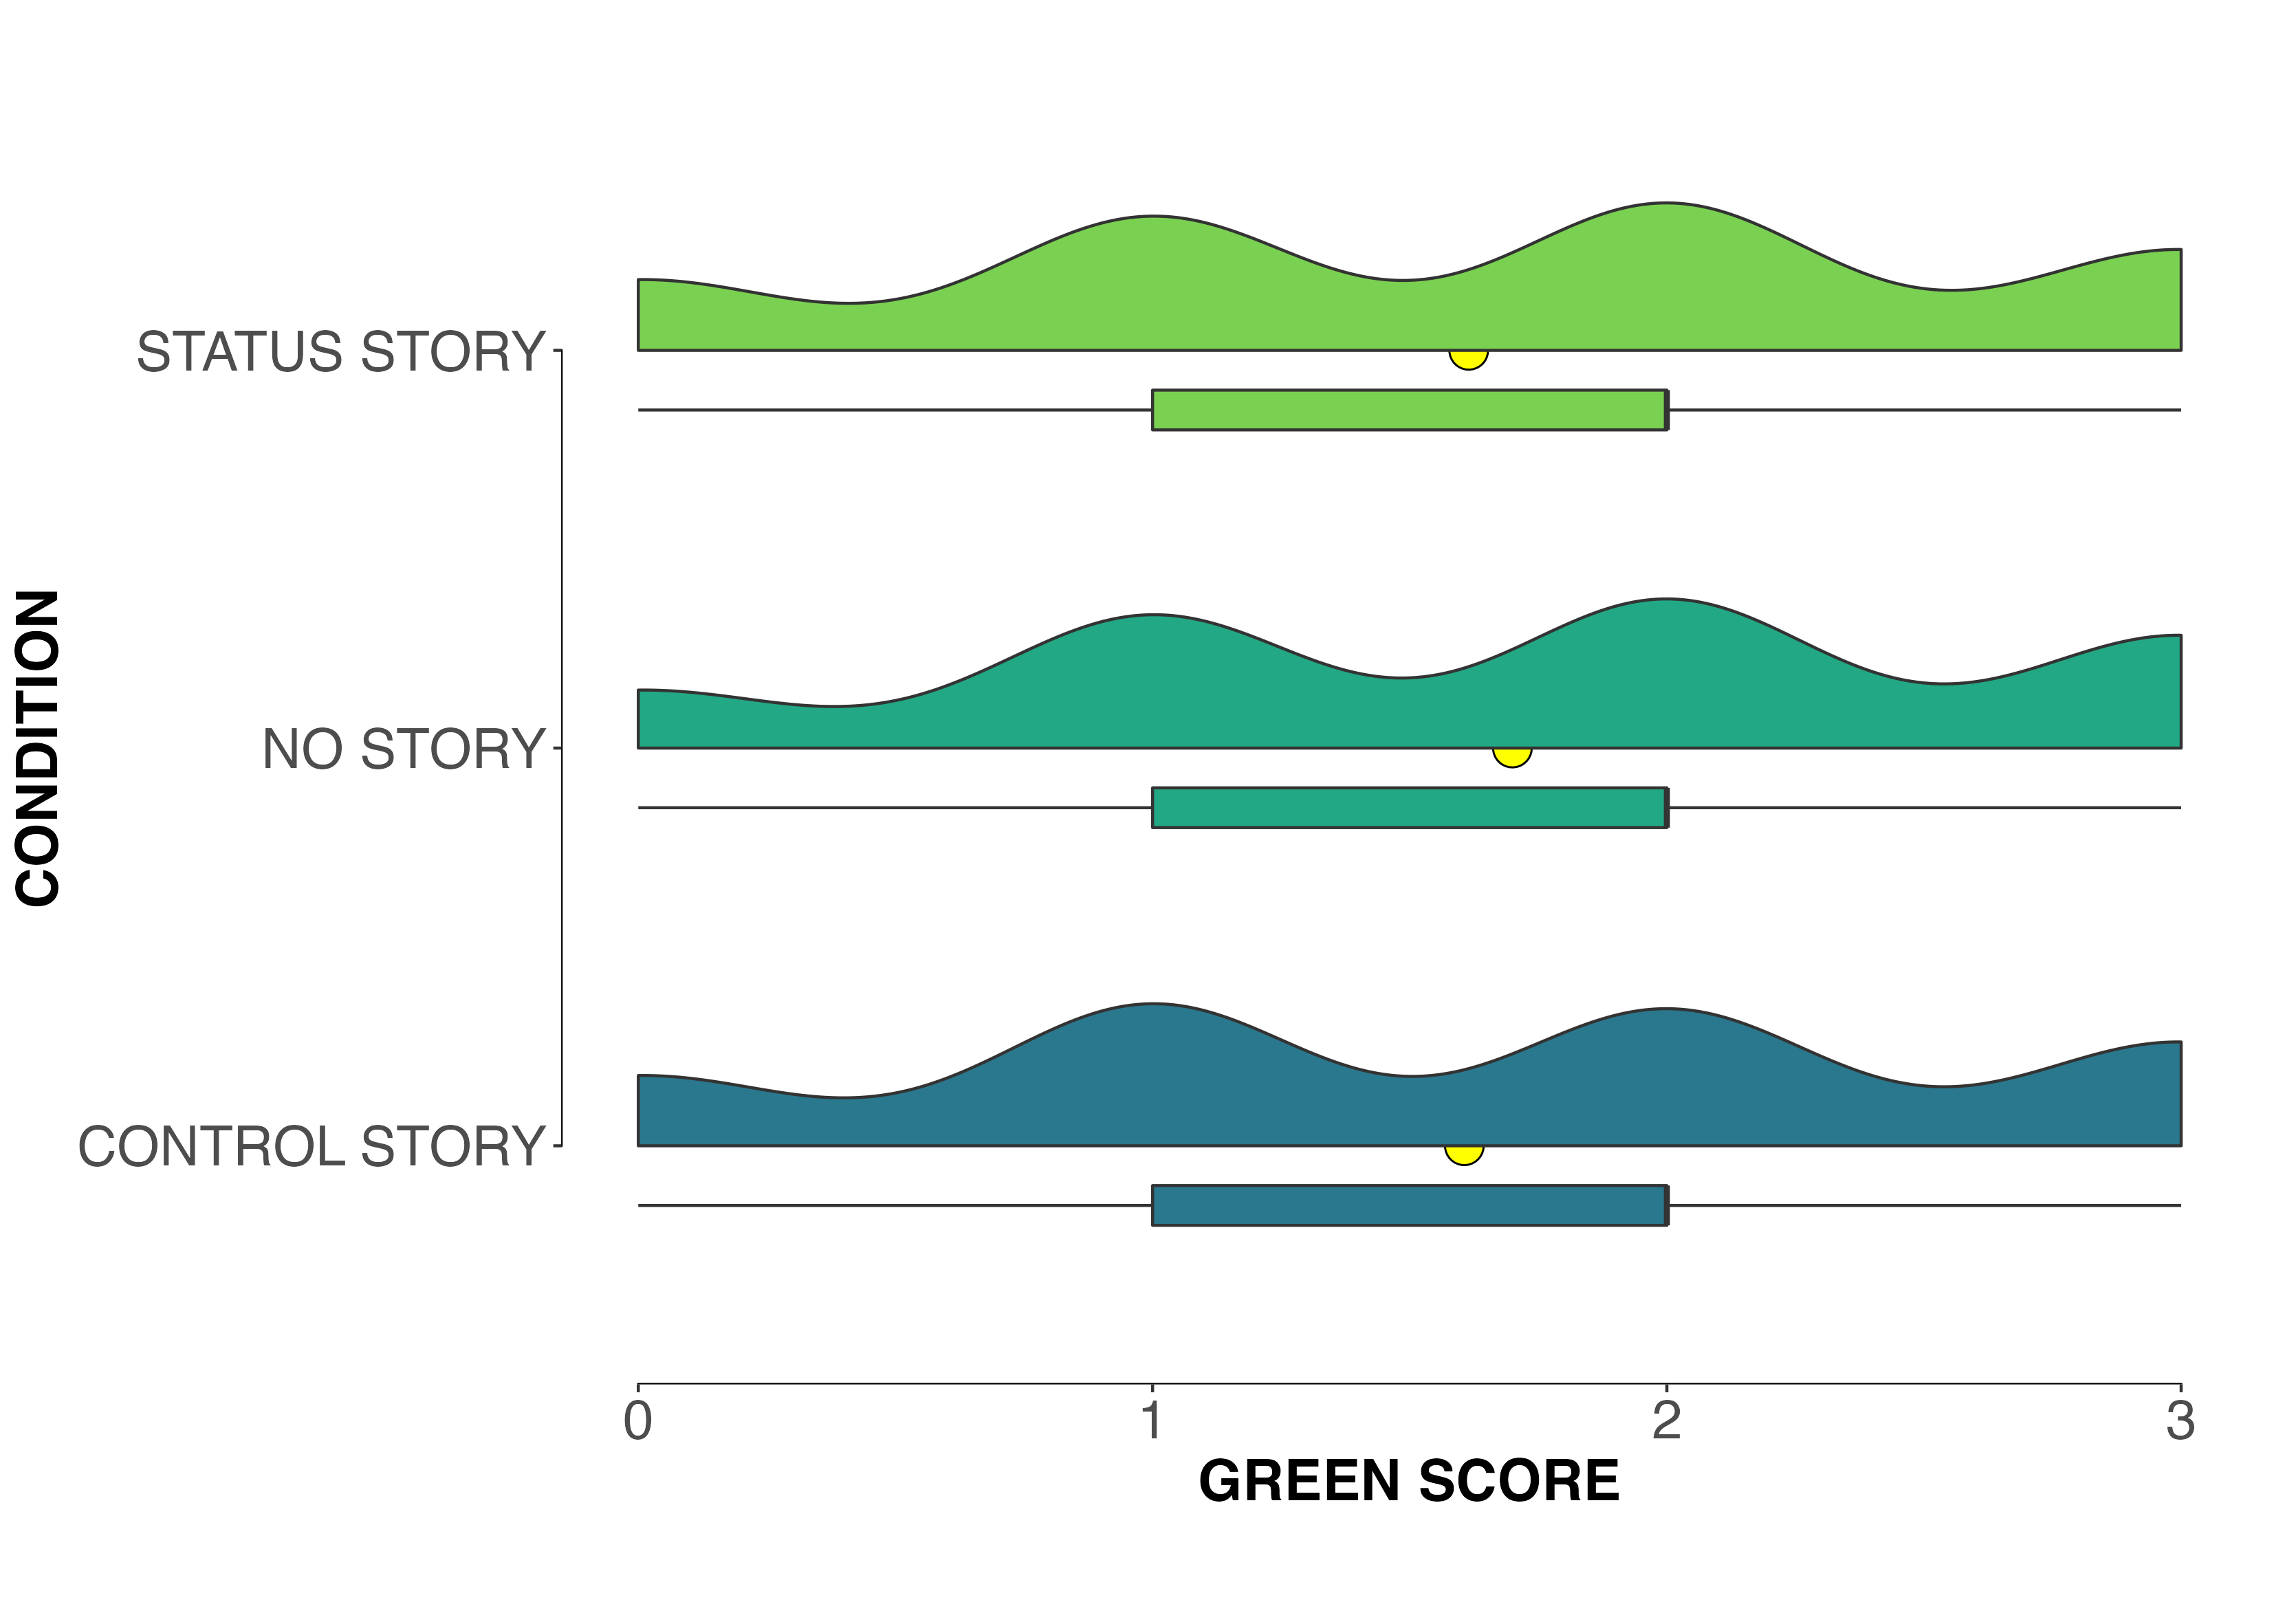 STATUS STORY
NO STORY
CONTROL STORY
CONDITION
0 1 2 3
GREEN SCORE